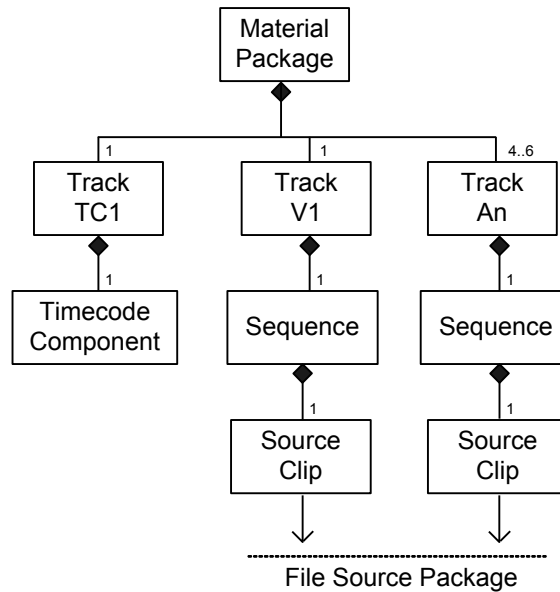 Material
Package
1
1
4..6
Track
TC1
Track
V1
Track
An
1
1
1
Timecode
Component
Sequence
Sequence
1
1
Source
Clip
Source
Clip
File Source Package